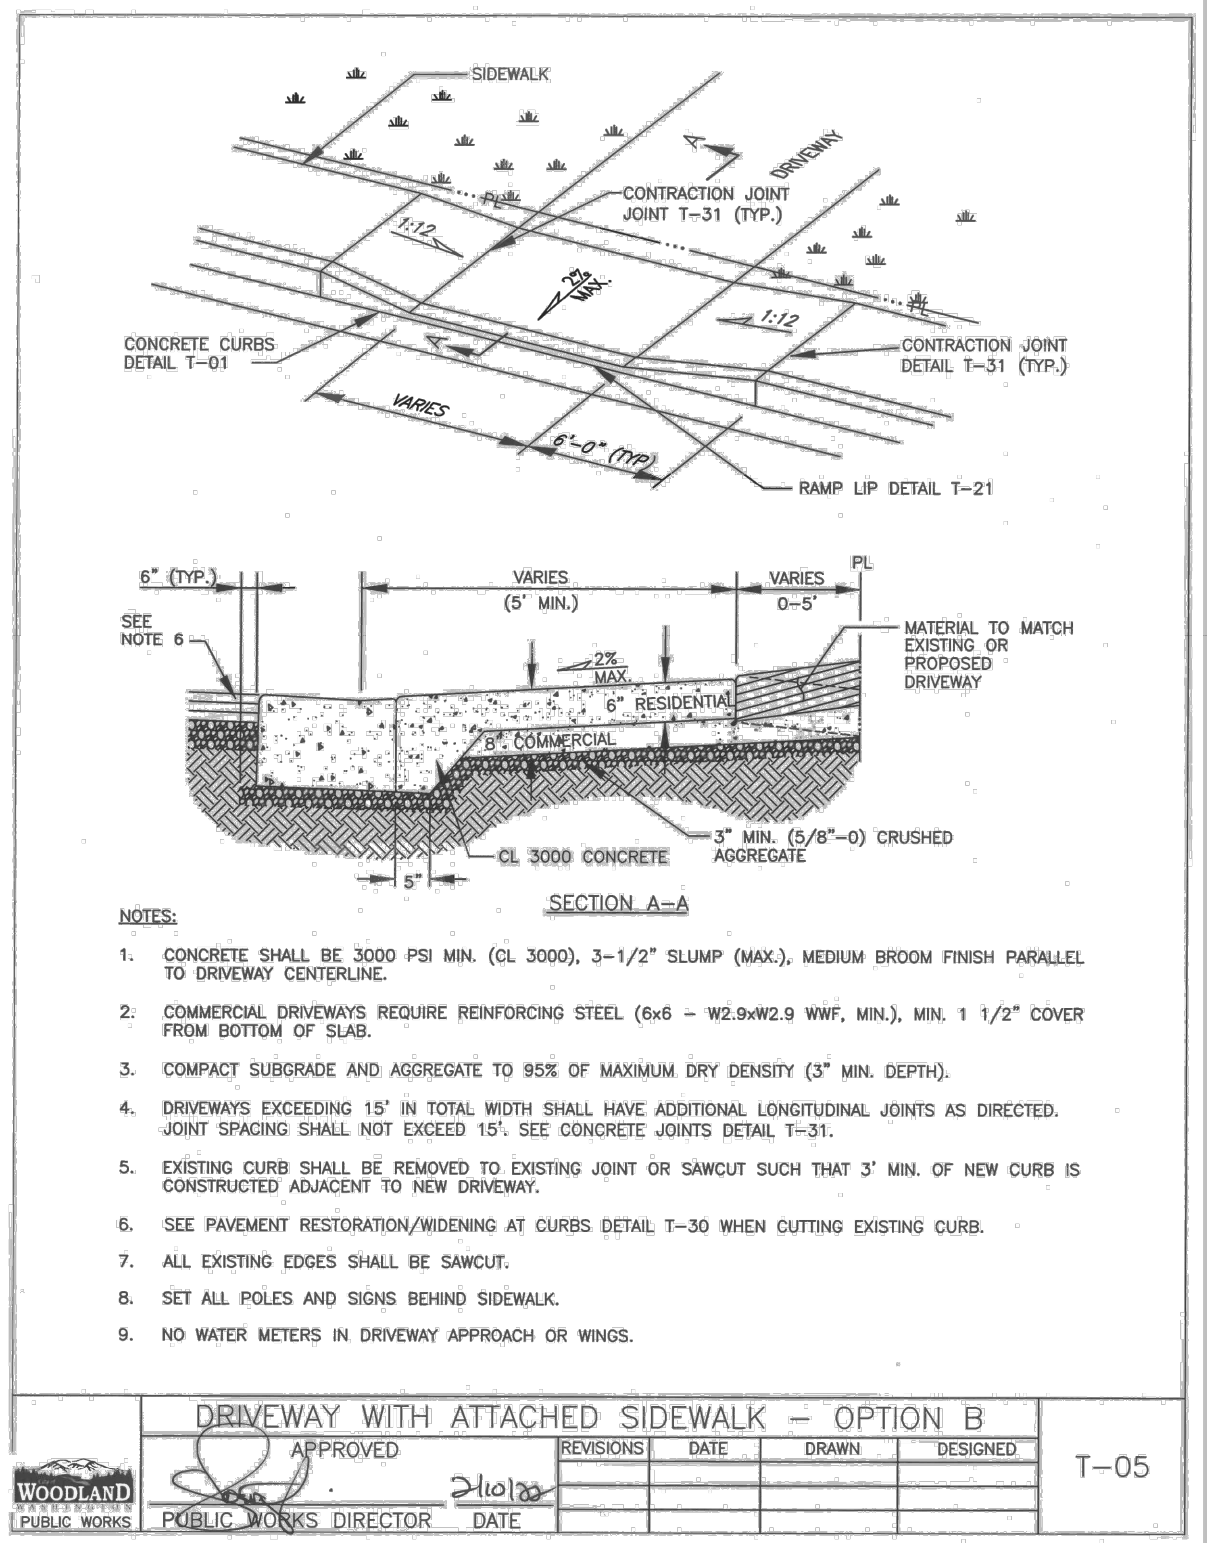 SIDEWALK
A
DRIVEWAY
PL
CONTRACTION JOINT
JOINT T-31 (TYP.)
1:12
2%
MAX.
1:12
PL
CONCRETE CURBS
DETAIL T-01
A
CONTRACTION JOINT
DETAIL T-31 (TYP.)
VARIES
6'-0" (TYP)
RAMP LIP DETAIL T-21
PL
6" (TYP.)
VARIES
(5' MIN.)
VARIES
0-5'
SEE
NOTE 6
MATERIAL TO MATCH
EXISTING OR
PROPOSED
DRIVEWAY
2%
MAX.
6" RESIDENTIAL
8" COMMERCIAL
3" MIN. (5/8"-0) CRUSHED
AGGREGATE
CL 3000 CONCRETE
5"
SECTION A-A
NOTES:
1. CONCRETE SHALL BE 3000 PSI MIN. (CL 3000), 3-1/2" SLUMP (MAX.), MEDIUM BROOM FINISH PARALLEL
TO DRIVEWAY CENTERLINE.
2. COMMERCIAL DRIVEWAYS REQUIRE REINFORCING STEEL (6x6 - W2.9xW2.9 WWF, MIN.), MIN. 1 1/2" COVER
FROM BOTTOM OF SLAB.
3. COMPACT SUBGRADE AND AGGREGATE TO 95% OF MAXIMUM DRY DENSITY (3" MIN. DEPTH).
4. DRIVEWAYS EXCEEDING 15' IN TOTAL WIDTH SHALL HAVE ADDITIONAL LONGITUDINAL JOINTS AS DIRECTED.
JOINT SPACING SHALL NOT EXCEED 15'. SEE CONCRETE JOINTS DETAIL T-31.
5. EXISTING CURB SHALL BE REMOVED TO EXISTING JOINT OR SAWCUT SUCH THAT 3' MIN. OF NEW CURB IS
CONSTRUCTED ADJACENT TO NEW DRIVEWAY.
6. SEE PAVEMENT RESTORATION/WIDENING AT CURBS DETAIL T-30 WHEN CUTTING EXISTING CURB.
7. ALL EXISTING EDGES SHALL BE SAWCUT.
8. SET ALL POLES AND SIGNS BEHIND SIDEWALK.
9. NO WATER METERS IN DRIVEWAY APPROACH OR WINGS.
DRIVEWAY WITH ATTACHED SIDEWALK - OPTION B
APPROVED
REVISIONS DATE DRAWN DESIGNED
T-05
2/10/22
WOODLAND
WASHINGTON
PUBLIC WORKS
PUBLIC WORKS DIRECTOR DATE